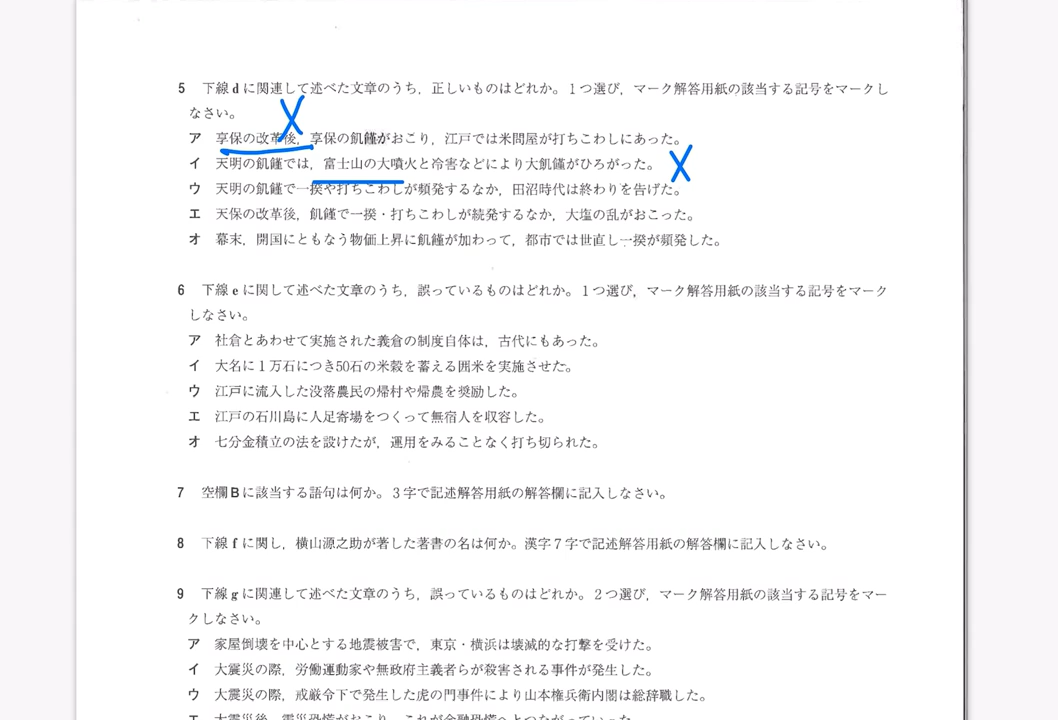 5 下線dに関連して述べた文章のうち，正しいものはどれか。1つ選び，マーク解答用紙の該当する記号をマークし
なさい。
ア 享保の改革後，享保の飢饉がおこり，江戸では米問屋が打ちこわしにあった。
イ 天明の飢饉では，富士山の大噴火と冷害などにより大飢饉がひろがった。
ウ 天明の飢饉で一揆や打ちこわしが頻発するなか，田沼時代は終わりを告げた。
エ 天保の改革後，飢饉で一揆・打ちこわしが続発するなか，大塩の乱がおこった。
オ 幕末，開国にともなう物価上昇に飢饉が加わって，都市では世直し一揆が頻発した。
6 下線eに関して述べた文章のうち，誤っているものはどれか。1つ選び，マーク解答用紙の該当する記号をマーク
しなさい。
ア 社倉とあわせて実施された義倉の制度自体は，古代にもあった。
イ 大名に1万石につき50石の米穀を蓄える囲米を実施させた。
ウ 江戸に流入した没落農民の帰村や帰農を奨励した。
エ 江戸の石川島に人足寄場をつくって無宿人を収容した。
オ 七分金積立の法を設けたが，運用をみることなく打ち切られた。
7 空欄Bに該当する語句は何か。3字で記述解答用紙の解答欄に記入しなさい。
8 下線fに関し，横山源之助が著した著書の名は何か。漢字7字で記述解答用紙の解答欄に記入しなさい。
9 下線gに関連して述べた文章のうち，誤っているものはどれか。2つ選び，マーク解答用紙の該当する記号をマー
クしなさい。
ア 家屋倒壊を中心とする地震被害で，東京・横浜は壊滅的な打撃を受けた。
イ 大震災の際，労働運動家や無政府主義者らが殺害される事件が発生した。
ウ 大震災の際，戒厳令下で発生した虎の門事件により山本権兵衛内閣は総辞職した。
エ 大震災後，震災恐慌がおこり，これが金融恐慌へとつながっていった。